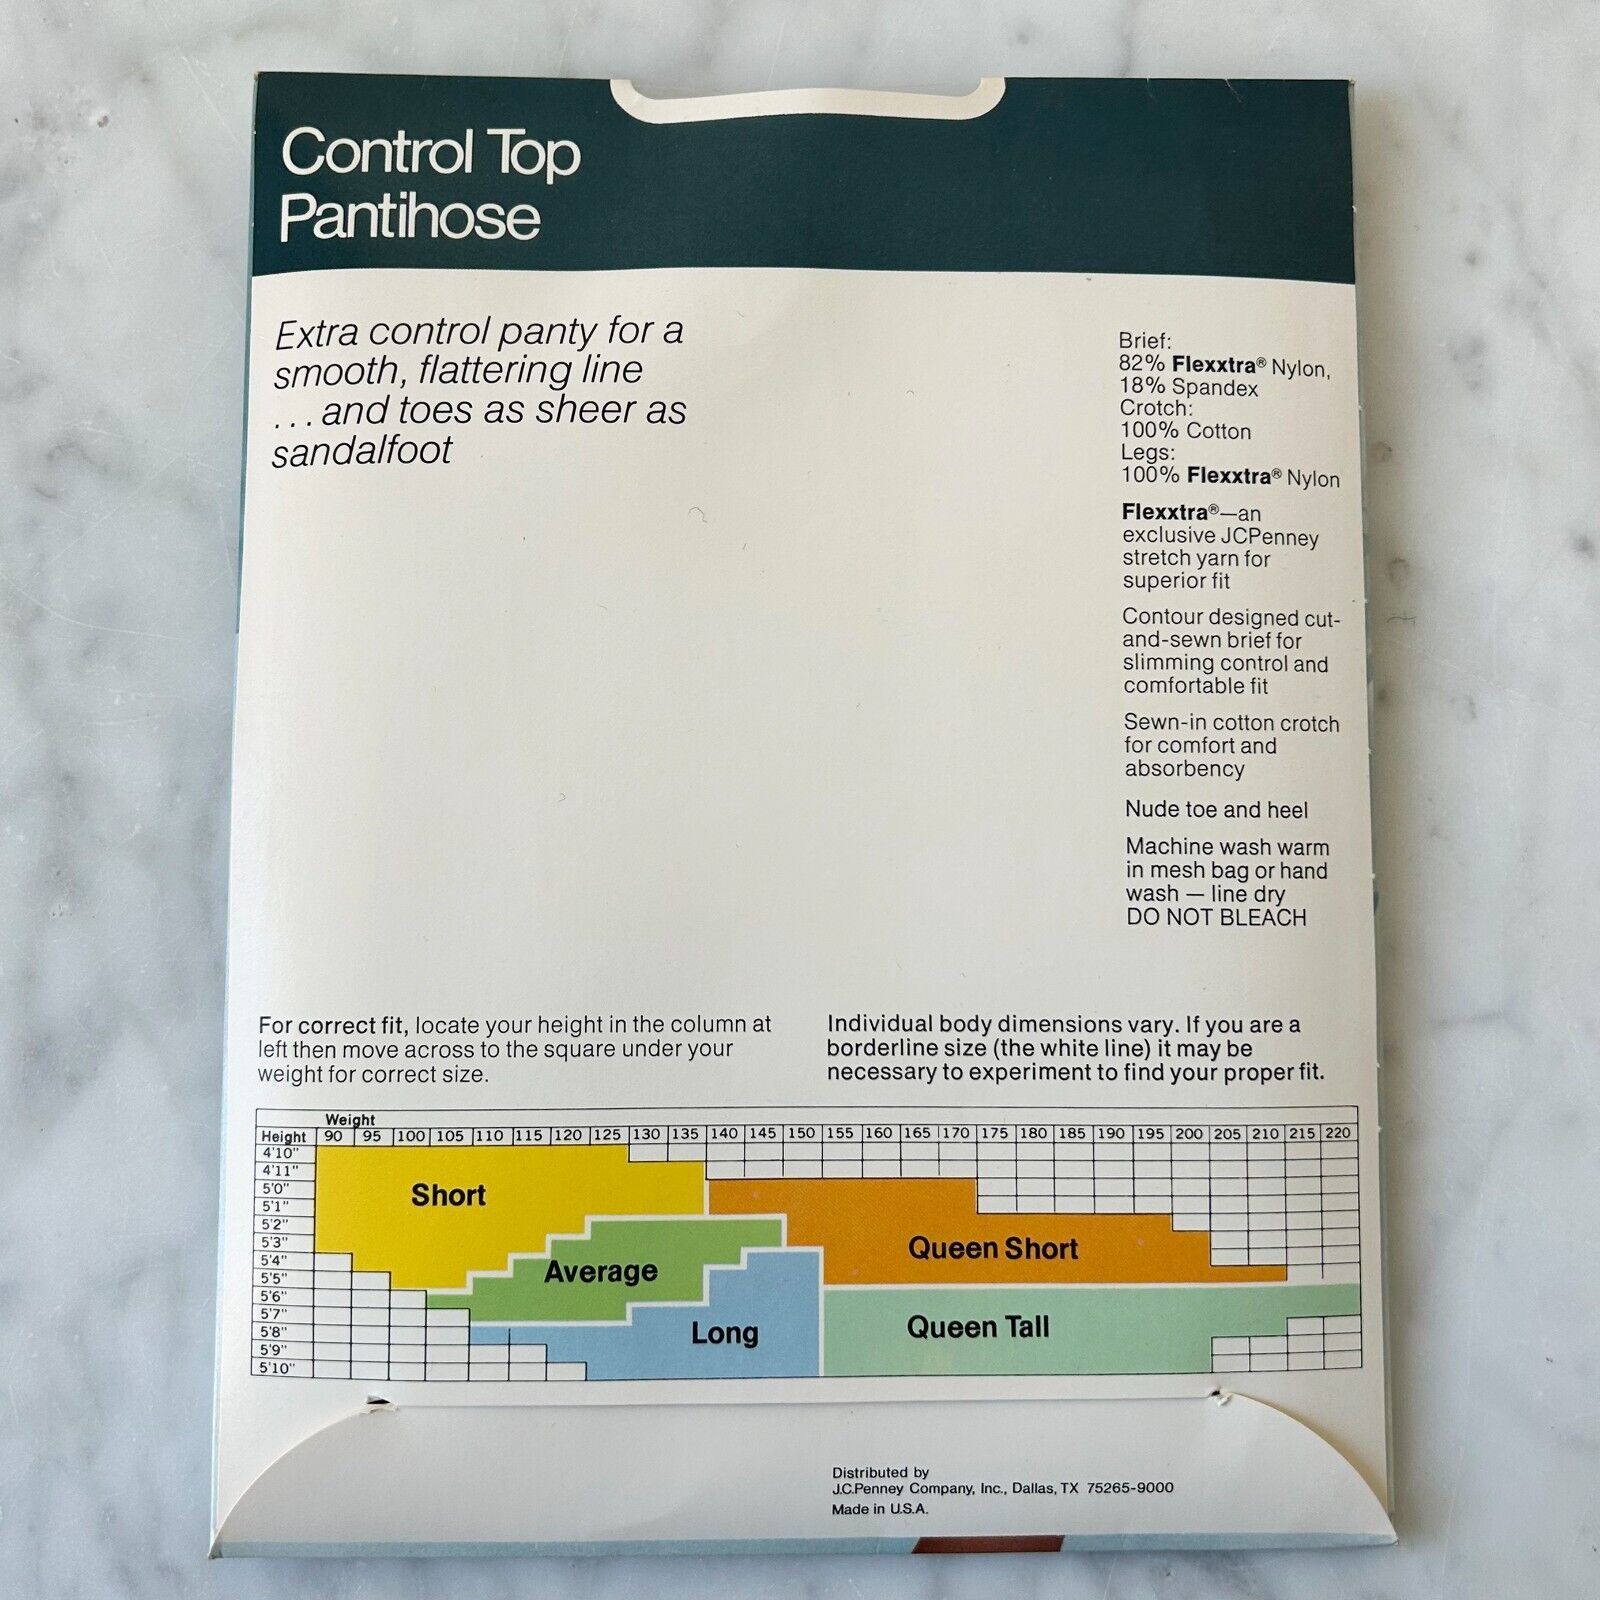 Control Top
Pantihose
Extra control panty for a
smooth, flattering line
...and toes as sheer as
sandalfoot
Brief:
82% Flexxtra® Nylon,
18% Spandex
Crotch:
100% Cotton
Legs:
100% Flexxtra® Nylon
Flexxtra®—an
exclusive JCPenney
stretch yarn for
superior fit
Contour designed cut-
and-sewn brief for
slimming control and
comfortable fit
Sewn-in cotton crotch
for comfort and
absorbency
Nude toe and heel
Machine wash warm
in mesh bag or hand
wash — line dry
DO NOT BLEACH
For correct fit, locate your height in the column at
left then move across to the square under your
weight for correct size.
Individual body dimensions vary. If you are a
borderline size (the white line) it may be
necessary to experiment to find your proper fit.
Weight
Height 90 95 100 105 110 115 120 125 130 135 140 145 150 155 160 165 170 175 180 185 190 195 200 205 210 215 220
4'10"
4'11"
5'0"
5'1"
5'2"
5'3"
5'4"
5'5"
5'6"
5'7"
5'8"
5'9"
5'10"
Short
Average
Long
Queen Short
Queen Tall
Distributed by
J.C.Penney Company, Inc., Dallas, TX 75265-9000
Made in U.S.A.